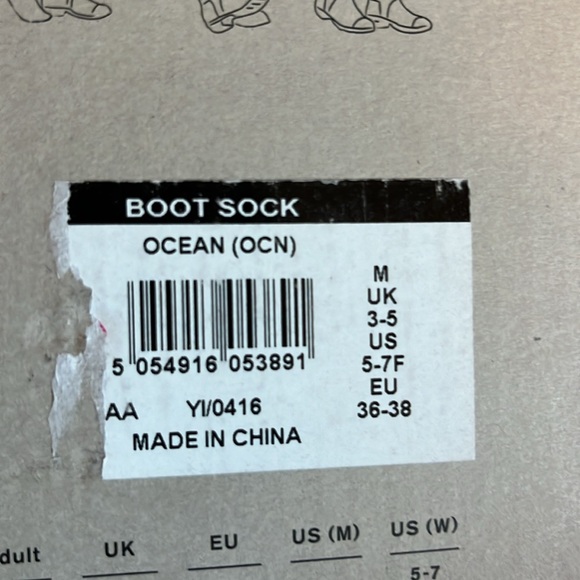 BOOT SOCK
OCEAN (OCN)
5 054916 053891
AA YI/0416
MADE IN CHINA
M
UK
3-5
US
5-7F
EU
36-38
UK EU US (M) US (W)
5-7